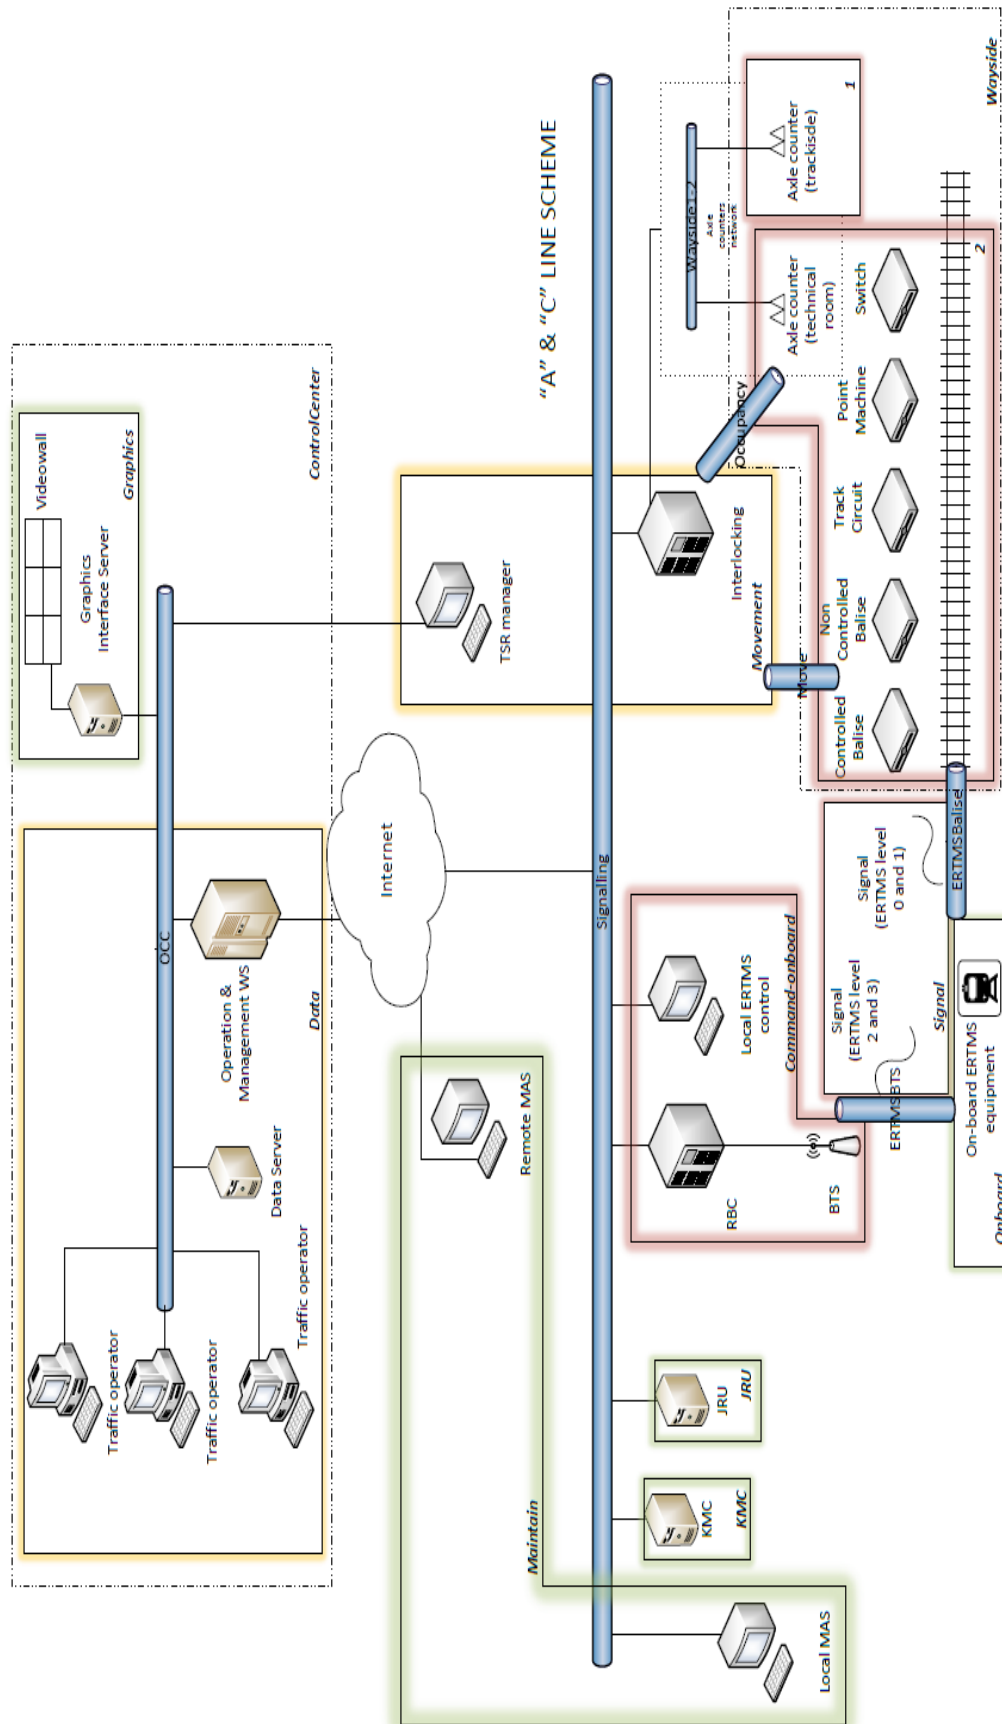 Videowall
Graphics
Interface Server
Graphics
Traffic operator
Traffic operator
Traffic operator
OCC
Data Server
Operation &
Management WS
Data
ControlCenter
Internet
Remote MAS
TSR manager
"A" & "C" LINE SCHEME
Maintain
Signalling
Local MAS
KMC
KMC
JRU
JRU
RBC
BTS
Local ERTMS
control
Command-onboard
Interlocking
Movement
Move
Occupancy
Wayside1-2
Axle
counters
network
Axle counter
(technical
room)
Axle counter
(trackisde)
1
Controlled
Balise
Non
Controlled
Balise
Track
Circuit
Point
Machine
Switch
2
Wayside
ERTMSBTS
Signal
(ERTMS level
2 and 3)
Signal
(ERTMS level
0 and 1)
Signal
ERTMSBalise
On-board ERTMS
equipment
Onboard